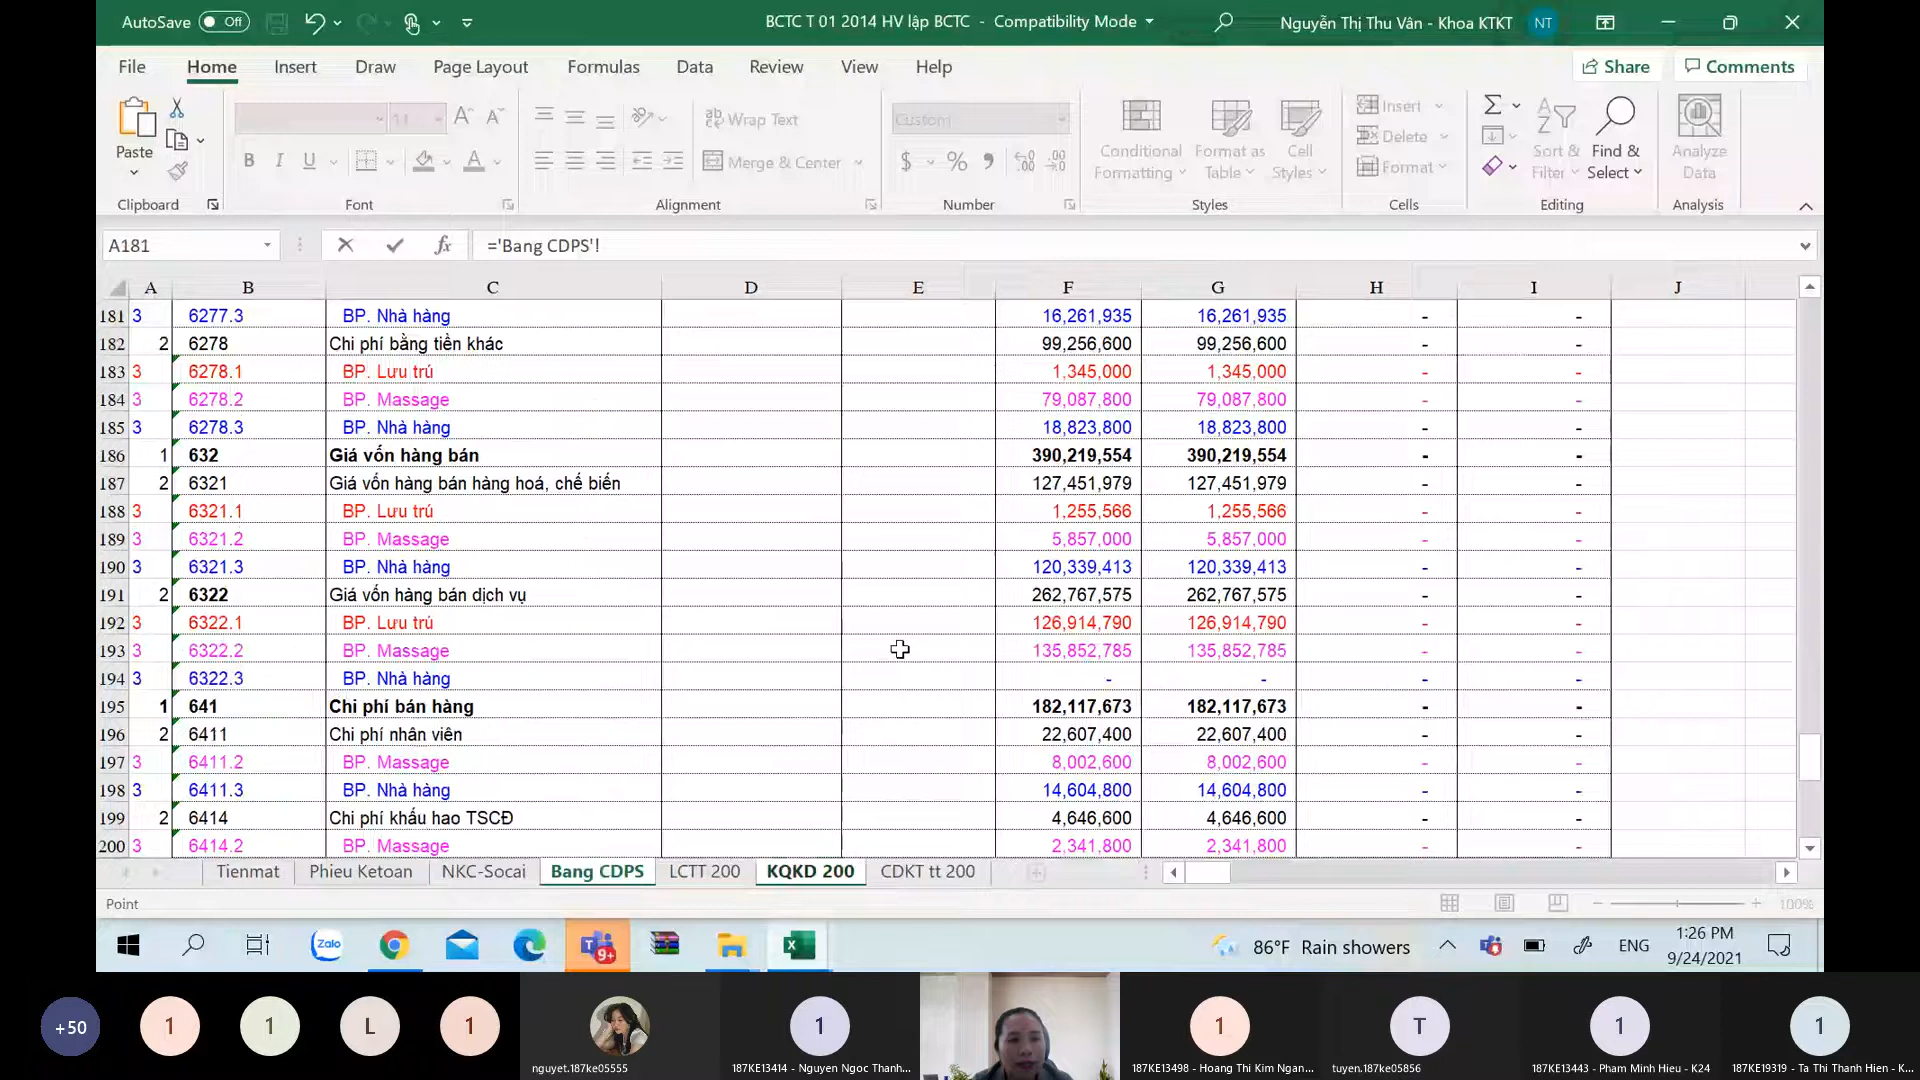 AutoSave Off BCTC T 01 2014 HV lập BCTC - Compatibility Mode Nguyễn Thị Thu Vân - Khoa KTKT NT
File Home Insert Draw Page Layout Formulas Data Review View Help Share Comments
Paste
Clipboard
11
B I U
Font
Wrap Text
Merge & Center
Alignment
Custom
$ % 9
Number
Conditional Formatting
Format as Table
Cell Styles
Styles
Insert
Delete
Format
Cells
Sort & Filter
Find & Select
Editing
Analyze Data
Analysis
A181 fx ='Bang CDPS'!
A B C D E F G H I J
181 3 6277.3 BP. Nhà hàng 16,261,935 16,261,935 - -
182 2 6278 Chi phí bằng tiền khác 99,256,600 99,256,600 - -
183 3 6278.1 BP. Lưu trú 1,345,000 1,345,000 - -
184 3 6278.2 BP. Massage 79,087,800 79,087,800 - -
185 3 6278.3 BP. Nhà hàng 18,823,800 18,823,800 - -
186 1 632 Giá vốn hàng bán 390,219,554 390,219,554 - -
187 2 6321 Giá vốn hàng bán hàng hoá, chế biến 127,451,979 127,451,979 - -
188 3 6321.1 BP. Lưu trú 1,255,566 1,255,566 - -
189 3 6321.2 BP. Massage 5,857,000 5,857,000 - -
190 3 6321.3 BP. Nhà hàng 120,339,413 120,339,413 - -
191 2 6322 Giá vốn hàng bán dịch vụ 262,767,575 262,767,575 - -
192 3 6322.1 BP. Lưu trú 126,914,790 126,914,790 - -
193 3 6322.2 BP. Massage 135,852,785 135,852,785 - -
194 3 6322.3 BP. Nhà hàng - - - -
195 1 641 Chi phí bán hàng 182,117,673 182,117,673 - -
196 2 6411 Chi phí nhân viên 22,607,400 22,607,400 - -
197 3 6411.2 BP. Massage 8,002,600 8,002,600 - -
198 3 6411.3 BP. Nhà hàng 14,604,800 14,604,800 - -
199 2 6414 Chi phí khấu hao TSCĐ 4,646,600 4,646,600 - -
200 3 6414.2 BP. Massage 2,341,800 2,341,800 - -
Tienmat Phieu Ketoan NKC-Socai Bang CDPS LCTT 200 KQKD 200 CDKT tt 200
Point 100%
Zalo 9+ 86°F Rain showers ENG 1:26 PM
9/24/2021
+50 1 1 L 1 1 1 T 1 1
nguyet.187ke05555 187KE13414 - Nguyen Ngoc Thanh... 187KE13498 - Hoang Thi Kim Ngan... tuyen.187ke05856 187KE13443 - Pham Minh Hieu - K24 187KE19319 - Ta Thi Thanh Hien - K...